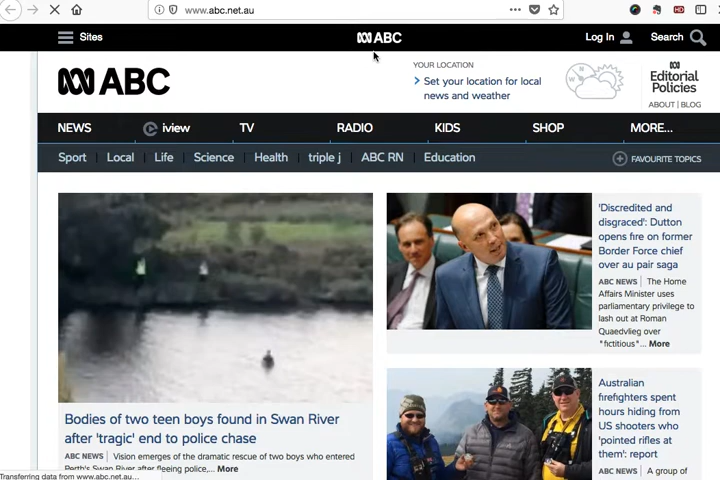 www.abc.net.au
HD
Sites
ABC
Log In
Search
ABC
YOUR LOCATION
Set your location for local
news and weather
N
Editorial
Policies
ABOUT | BLOG
NEWS
iview
TV
RADIO
KIDS
SHOP
MORE...
Sport | Local | Life | Science | Health | triple j | ABC RN | Education
FAVOURITE TOPICS
Bodies of two teen boys found in Swan River
after 'tragic' end to police chase
ABC NEWS | Vision emerges of the dramatic rescue of two boys who entered
Perth's Swan River after fleeing police,... More
'Discredited and
disgraced': Dutton
opens fire on former
Border Force chief
over au pair saga
ABC NEWS | The Home
Affairs Minister uses
parliamentary privilege to
lash out at Roman
Quaedvlieg over
"fictitious"... More
Australian
firefighters spent
hours hiding from
US shooters who
'pointed rifles at
them': report
ABC NEWS | A group of
Transferring data from www.abc.net.au...